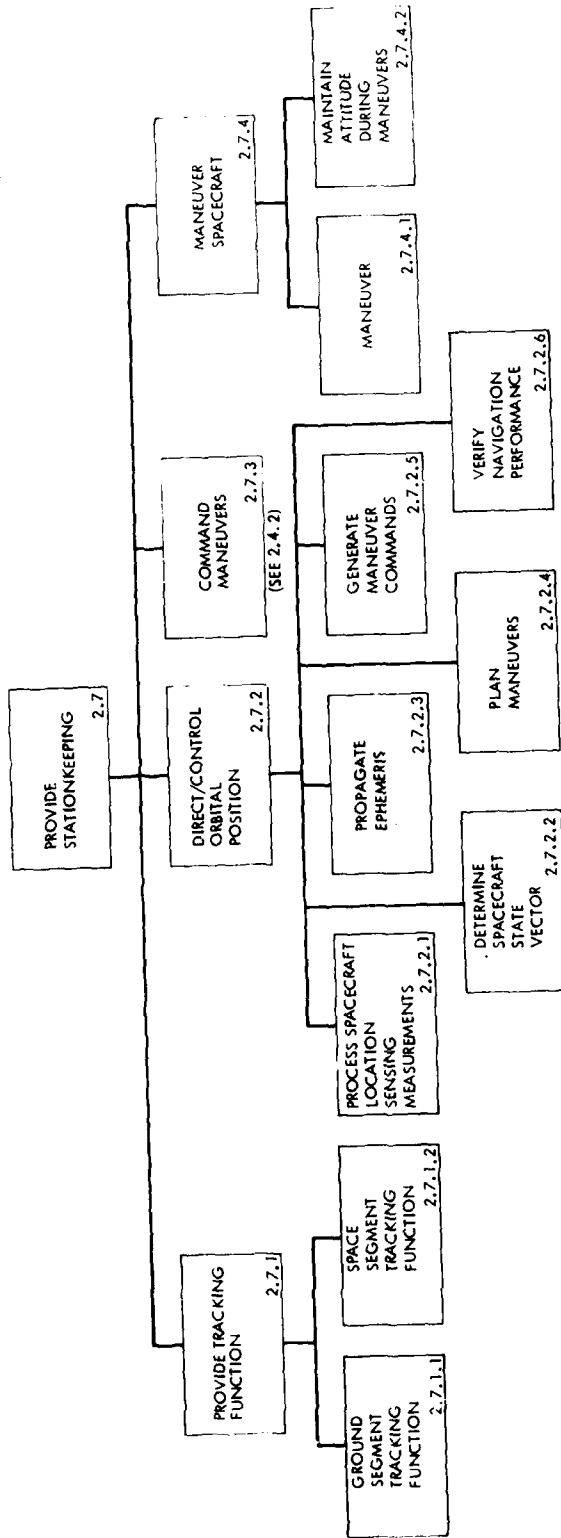 PROVIDE
STATIONKEEPING
2.7
PROVIDE TRACKING
FUNCTION
2.7.1
DIRECT/CONTROL
ORBITAL
POSITION
2.7.2
COMMAND
MANEUVERS
2.7.3
(SEE 2.4.2)
MANEUVER
SPACECRAFT
2.7.4
GROUND
SEGMENT
TRACKING
FUNCTION
2.7.1.1
SPACE
SEGMENT
TRACKING
FUNCTION
2.7.1.2
PROCESS SPACECRAFT
LOCATION
SENSING
MEASUREMENTS
2.7.2.1
DETERMINE
SPACECRAFT
STATE
VECTOR
2.7.2.2
PROPAGATE
EPHEMERIS
2.7.2.3
PLAN
MANEUVERS
2.7.2.4
GENERATE
MANEUVER
COMMANDS
2.7.2.5
VERIFY
NAVIGATION
PERFORMANCE
2.7.2.6
MANEUVER
2.7.4.1
MAINTAIN
ATTITUDE
DURING
MANEUVERS
2.7.4.2